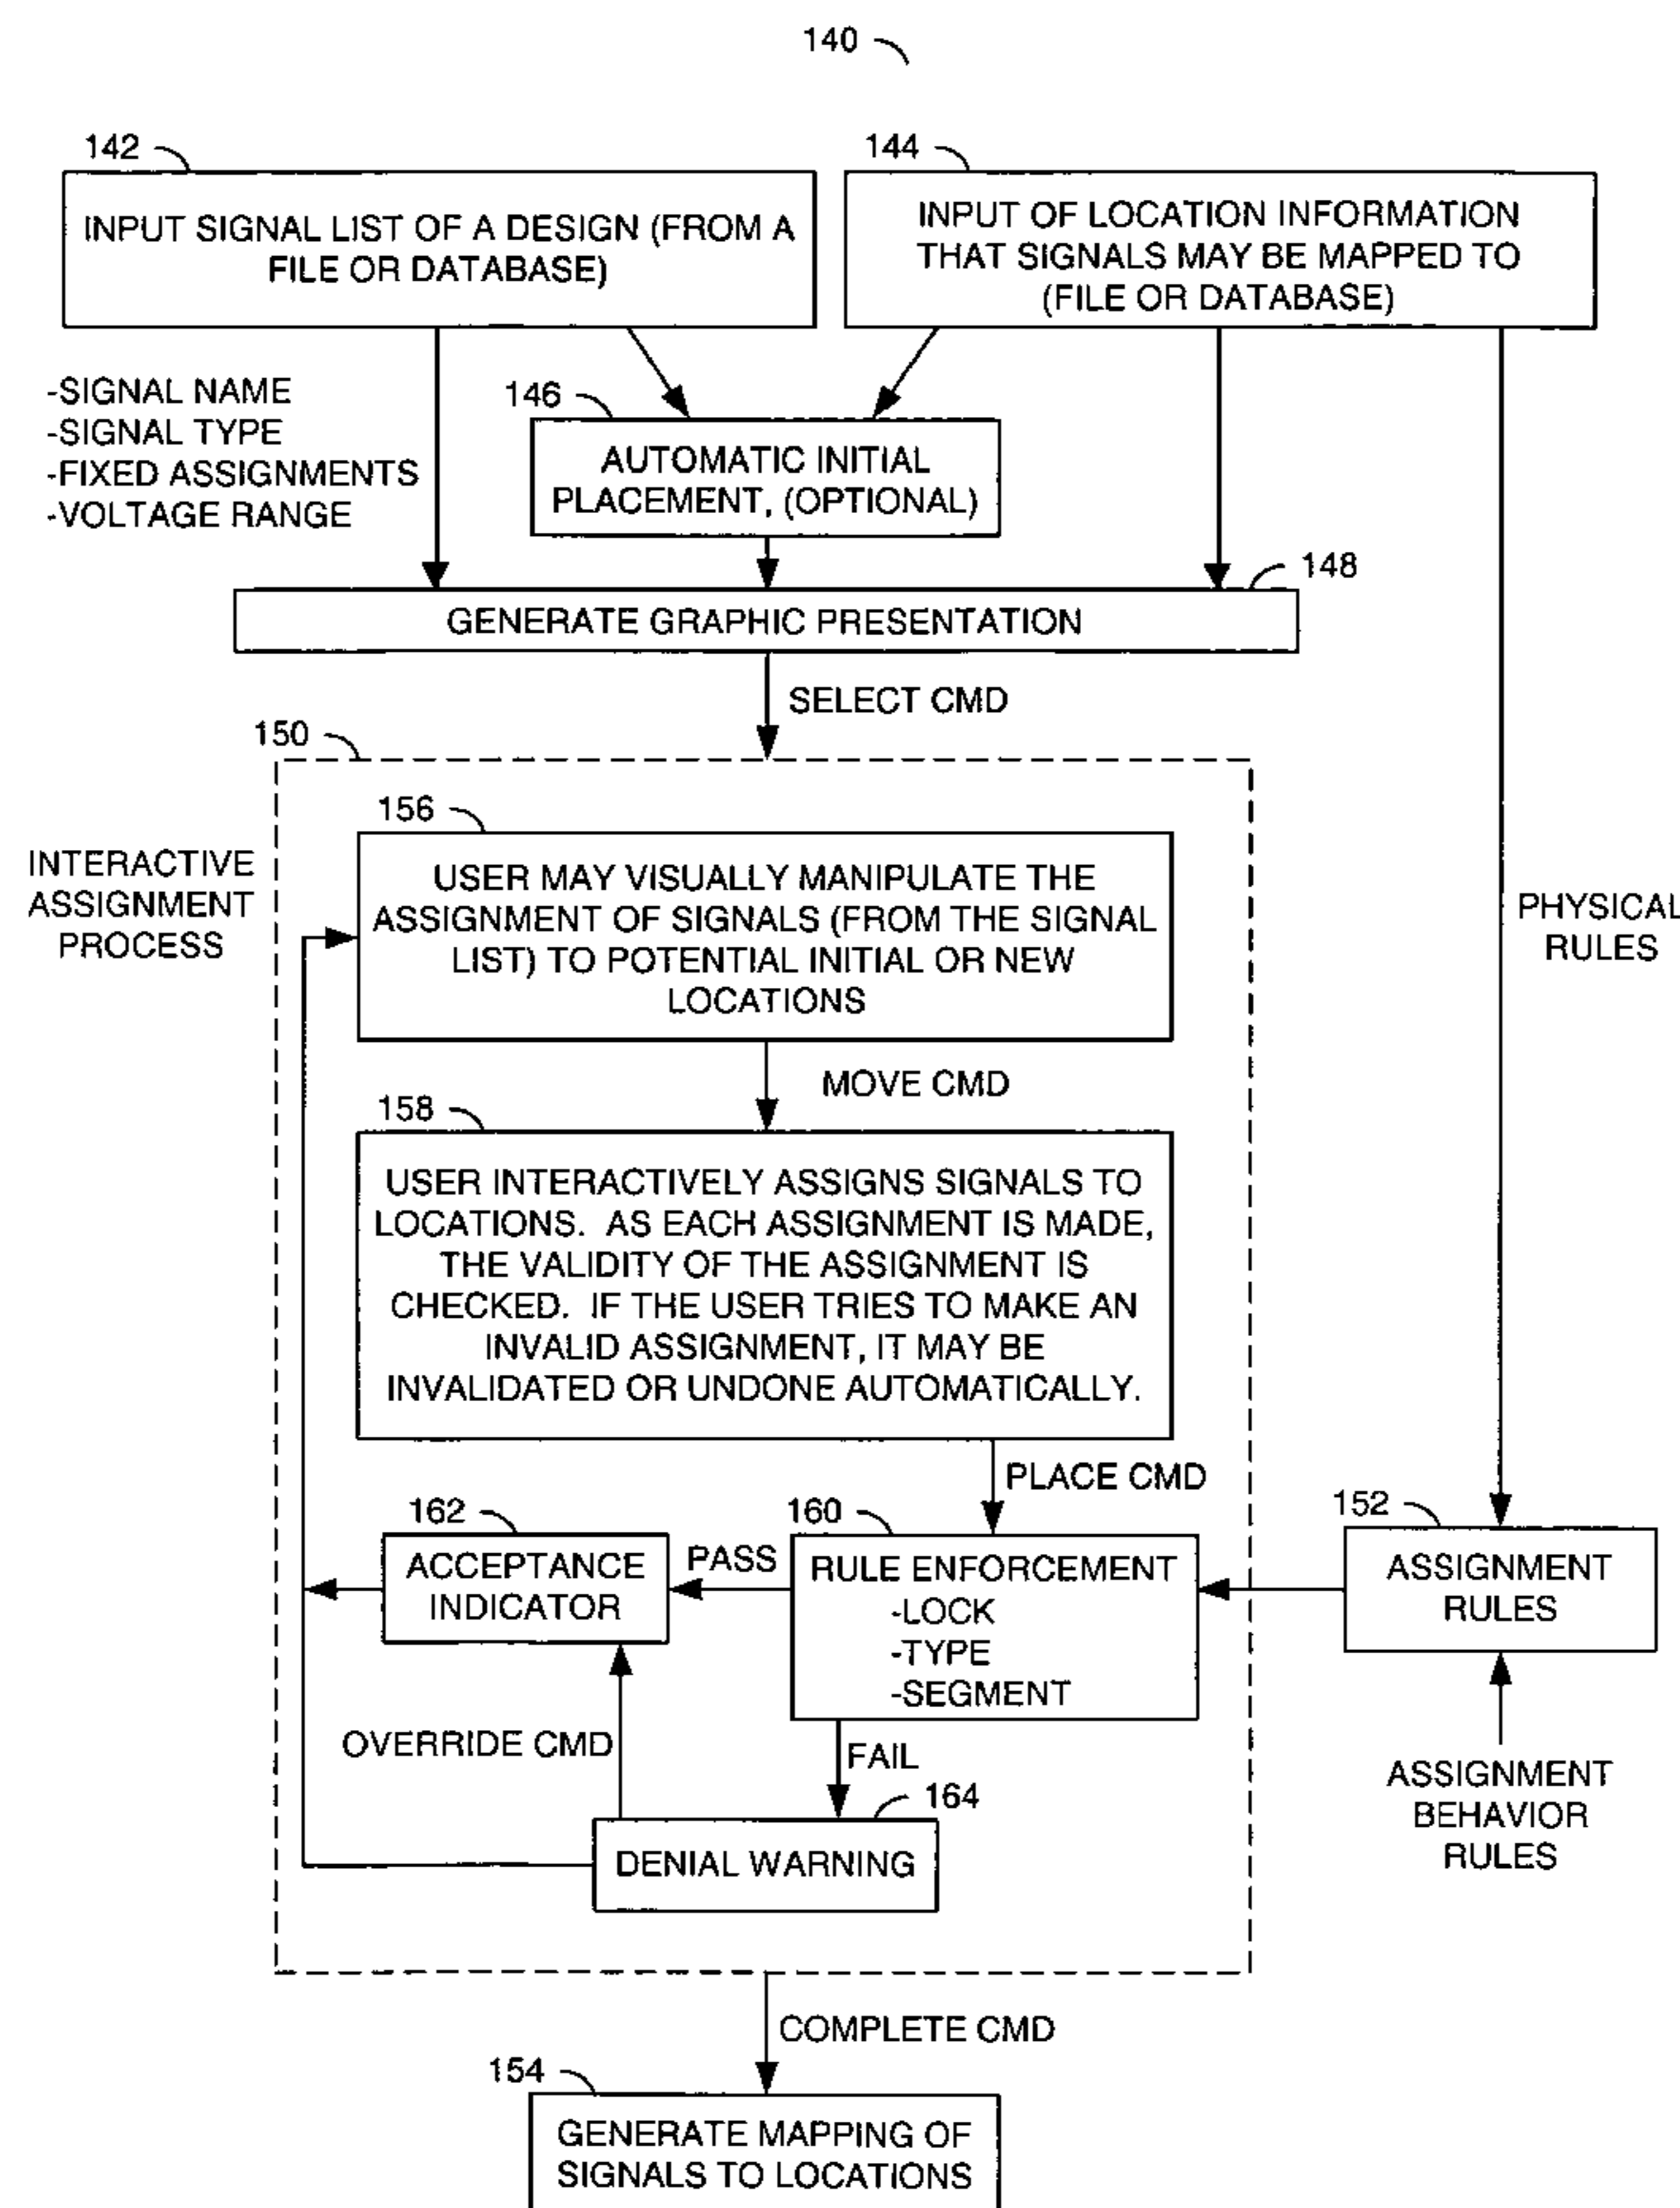 140
142
INPUT SIGNAL LIST OF A DESIGN (FROM A
FILE OR DATABASE)
144
INPUT OF LOCATION INFORMATION
THAT SIGNALS MAY BE MAPPED TO
(FILE OR DATABASE)
-SIGNAL NAME
-SIGNAL TYPE
-FIXED ASSIGNMENTS
-VOLTAGE RANGE
146
AUTOMATIC INITIAL
PLACEMENT, (OPTIONAL)
148
GENERATE GRAPHIC PRESENTATION
SELECT CMD
150
INTERACTIVE
ASSIGNMENT
PROCESS
156
USER MAY VISUALLY MANIPULATE THE
ASSIGNMENT OF SIGNALS (FROM THE SIGNAL
LIST) TO POTENTIAL INITIAL OR NEW
LOCATIONS
PHYSICAL
RULES
MOVE CMD
158
USER INTERACTIVELY ASSIGNS SIGNALS TO
LOCATIONS. AS EACH ASSIGNMENT IS MADE,
THE VALIDITY OF THE ASSIGNMENT IS
CHECKED. IF THE USER TRIES TO MAKE AN
INVALID ASSIGNMENT, IT MAY BE
INVALIDATED OR UNDONE AUTOMATICALLY.
PLACE CMD
162
ACCEPTANCE
INDICATOR
PASS
160
RULE ENFORCEMENT
-LOCK
-TYPE
-SEGMENT
152
ASSIGNMENT
RULES
OVERRIDE CMD
FAIL
164
DENIAL WARNING
ASSIGNMENT
BEHAVIOR
RULES
COMPLETE CMD
154
GENERATE MAPPING OF
SIGNALS TO LOCATIONS